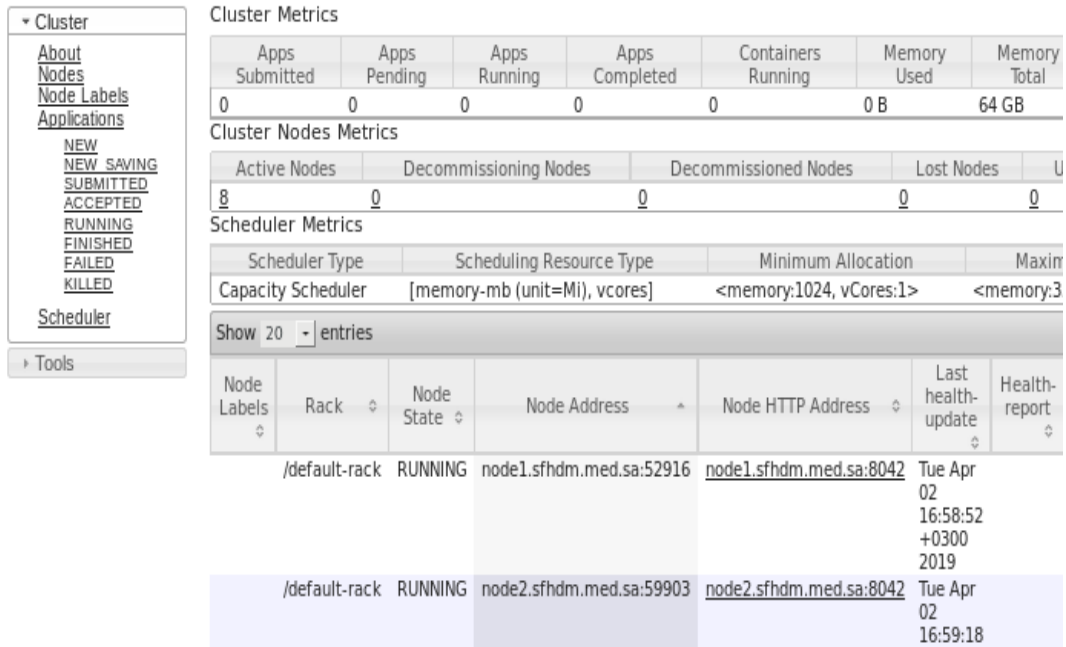 Cluster
About
Nodes
Node Labels
Applications
NEW
NEW_SAVING
SUBMITTED
ACCEPTED
RUNNING
FINISHED
FAILED
KILLED
Scheduler
Tools
Cluster Metrics
Apps Submitted Apps Pending Apps Running Apps Completed Containers Running Memory Used Memory Total
0 0 0 0 0 0 B 64 GB
Cluster Nodes Metrics
Active Nodes Decommissioning Nodes Decommissioned Nodes Lost Nodes U
8 0 0 0 0
Scheduler Metrics
Scheduler Type Scheduling Resource Type Minimum Allocation Maxim
Capacity Scheduler [memory-mb (unit=Mi), vcores] <memory:1024, vCores:1> <memory:3
Show 20 entries
Node Labels Rack Node State Node Address Node HTTP Address Last health-update Health-report
/default-rack RUNNING node1.sfhdm.med.sa:52916 node1.sfhdm.med.sa:8042 Tue Apr
02
16:58:52
+0300
2019
/default-rack RUNNING node2.sfhdm.med.sa:59903 node2.sfhdm.med.sa:8042 Tue Apr
02
16:59:18